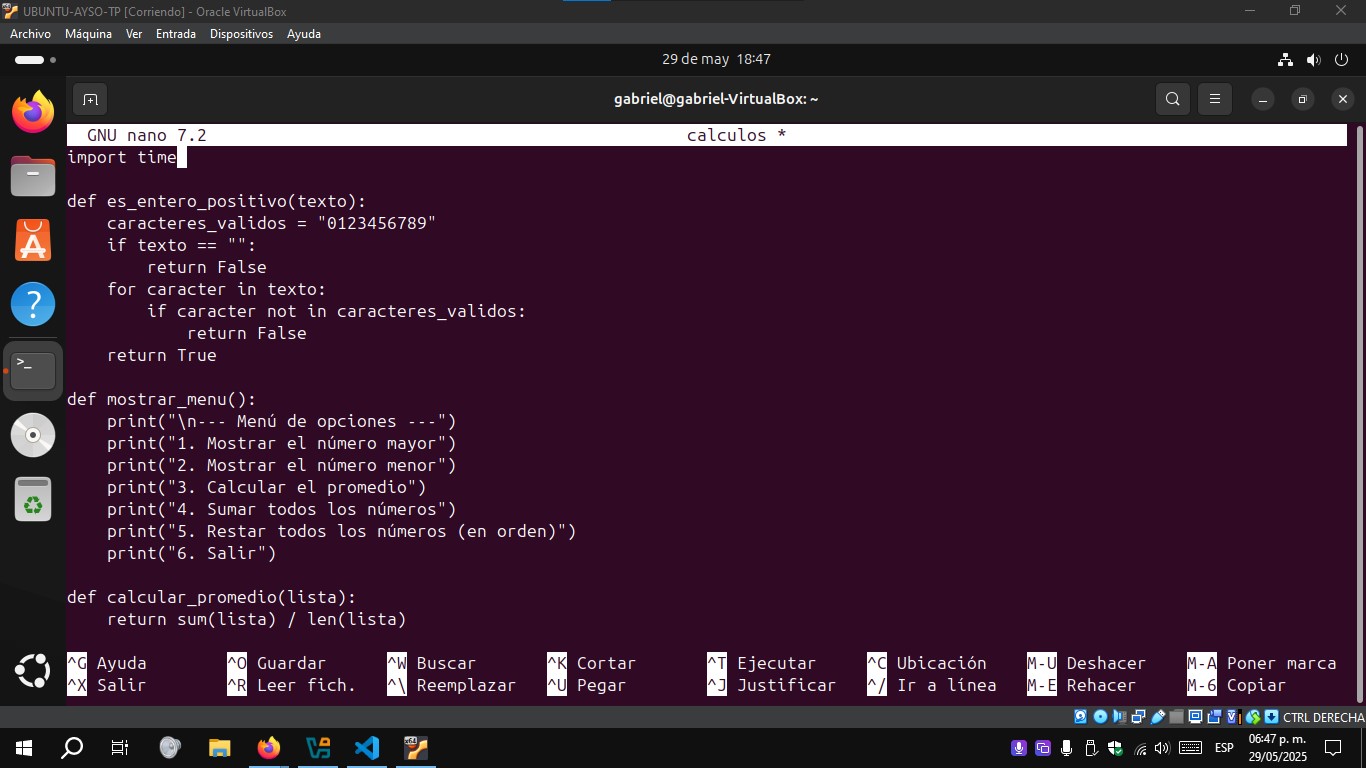 UBUNTU-AYSO-TP [Corriendo] - Oracle VirtualBox
Archivo Máquina Ver Entrada Dispositivos Ayuda
29 de may 18:47
gabriel@gabriel-VirtualBox: ~
GNU nano 7.2 calculos *
import time

def es_entero_positivo(texto):
    caracteres_validos = "0123456789"
    if texto == "":
        return False
    for caracter in texto:
        if caracter not in caracteres_validos:
            return False
    return True

def mostrar_menu():
    print("\n--- Menú de opciones ---")
    print("1. Mostrar el número mayor")
    print("2. Mostrar el número menor")
    print("3. Calcular el promedio")
    print("4. Sumar todos los números")
    print("5. Restar todos los números (en orden)")
    print("6. Salir")

def calcular_promedio(lista):
    return sum(lista) / len(lista)

^G Ayuda ^O Guardar ^W Buscar ^K Cortar ^T Ejecutar ^C Ubicación M-U Deshacer M-A Poner marca
^X Salir ^R Leer fich. ^\ Reemplazar ^U Pegar ^J Justificar ^/ Ir a línea M-E Rehacer M-6 Copiar
CTRL DERECHA
ESP
06:47 p. m.
29/05/2025